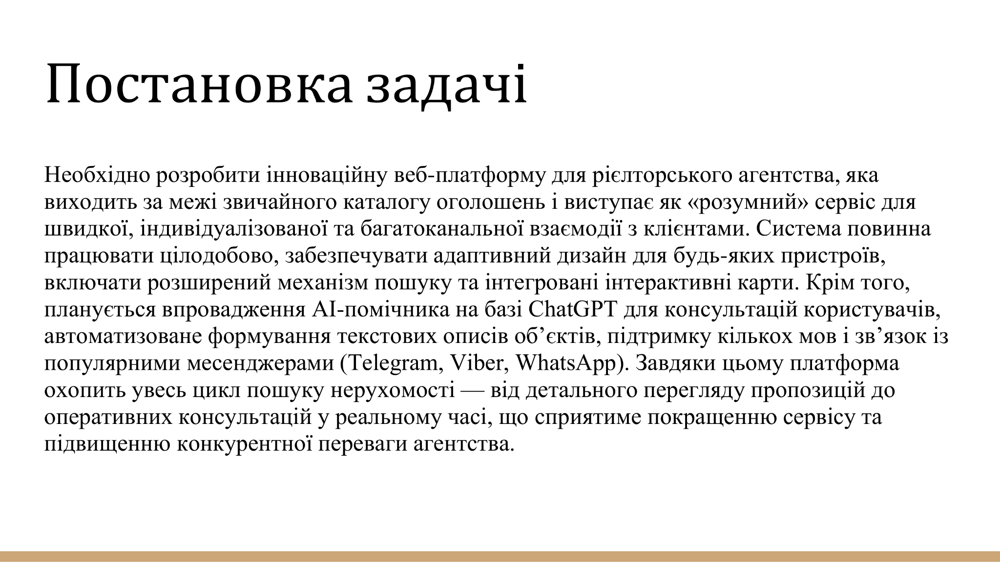 Постановка задачі
Необхідно розробити інноваційну веб-платформу для рієлторського агентства, яка
виходить за межі звичайного каталогу оголошень і виступає як «розумний» сервіс для
швидкої, індивідуалізованої та багатоканальної взаємодії з клієнтами. Система повинна
працювати цілодобово, забезпечувати адаптивний дизайн для будь-яких пристроїв,
включати розширений механізм пошуку та інтегровані інтерактивні карти. Крім того,
планується впровадження AI-помічника на базі ChatGPT для консультацій користувачів,
автоматизоване формування текстових описів об’єктів, підтримку кількох мов і зв’язок із
популярними месенджерами (Telegram, Viber, WhatsApp). Завдяки цьому платформа
охопить увесь цикл пошуку нерухомості — від детального перегляду пропозицій до
оперативних консультацій у реальному часі, що сприятиме покращенню сервісу та
підвищенню конкурентної переваги агентства.